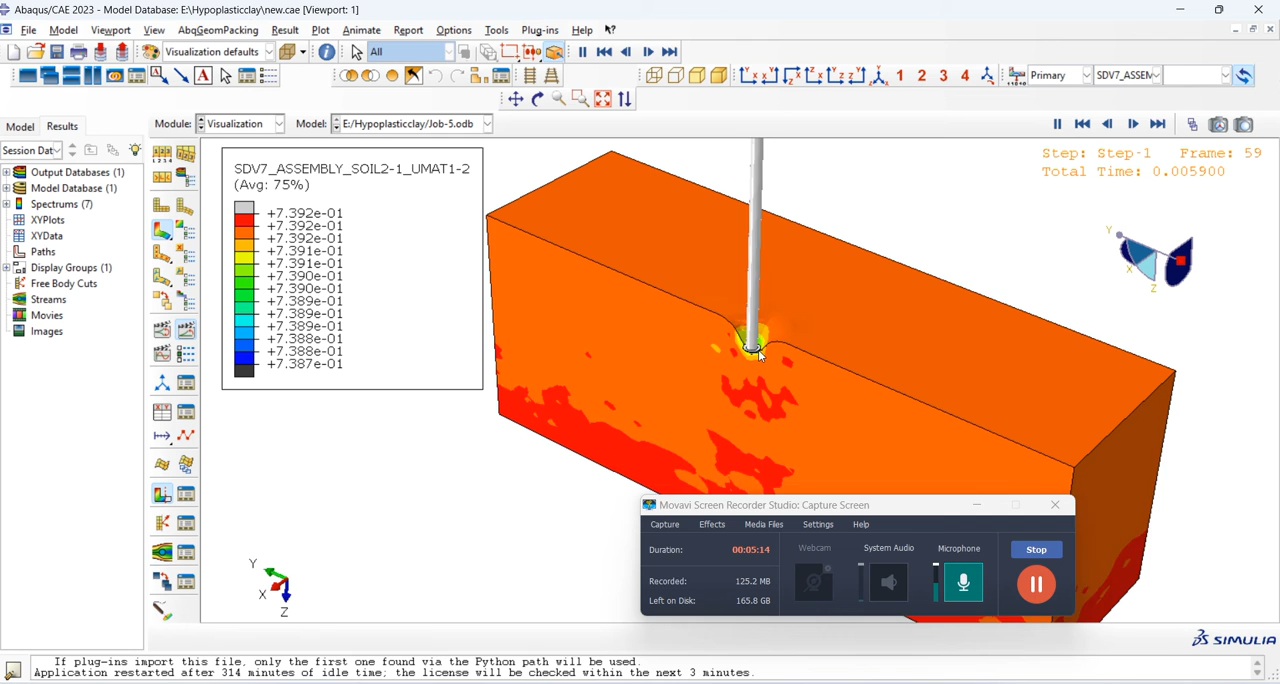 Abaqus/CAE 2023 - Model Database: E:\Hypoplasticclay\new.cae [Viewport: 1]
File Model Viewport View AbqGeomPacking Result Plot Animate Report Options Tools Plug-ins Help
Visualization defaults All
1 2 3 4 Primary SDV7_ASSEM
Model Results Module: Visualization Model: E:/Hypoplasticclay/Job-5.odb
Session Dat
Output Databases (1)
Model Database (1)
Spectrums (7)
XYPlots
XYData
Paths
Display Groups (1)
Free Body Cuts
Streams
Movies
Images
SDV7_ASSEMBLY_SOIL2-1_UMAT1-2
(Avg: 75%)
+7.392e-01
+7.392e-01
+7.392e-01
+7.391e-01
+7.391e-01
+7.390e-01
+7.390e-01
+7.389e-01
+7.389e-01
+7.388e-01
+7.388e-01
+7.387e-01
+7.387e-01
Step: Step-1 Frame: 59
Total Time: 0.005900
Y
X
Z
Y
X
Z
Movavi Screen Recorder Studio: Capture Screen
Capture Effects Media Files Settings Help
Duration: 00:05:14 Webcam System Audio Microphone Stop
Recorded: 125.2 MB
Left on Disk: 165.8 GB
SIMULIA
If plug-ins import this file, only the first one found via the Python path will be used.
Application restarted after 314 minutes of idle time; the license will be checked within the next 3 minutes.